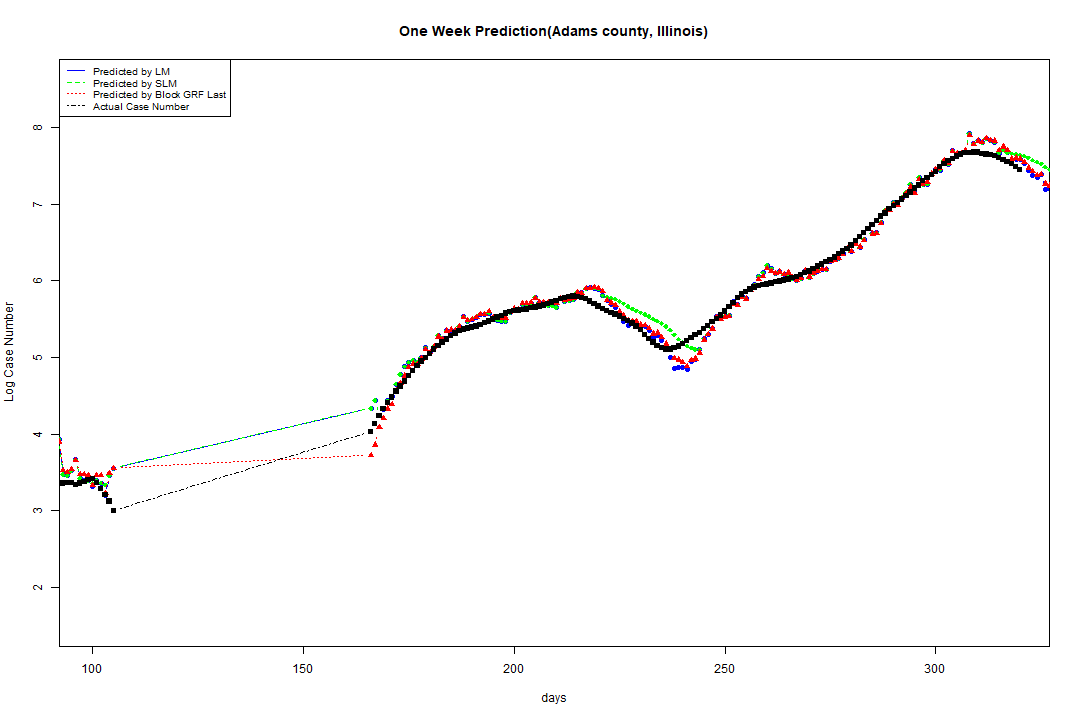 One Week Prediction(Adams county, Illinois)
Predicted by LM
Predicted by SLM
Predicted by Block GRF Last
Actual Case Number
8
7
6
5
4
3
2
Log Case Number
100 150 200 250 300
days